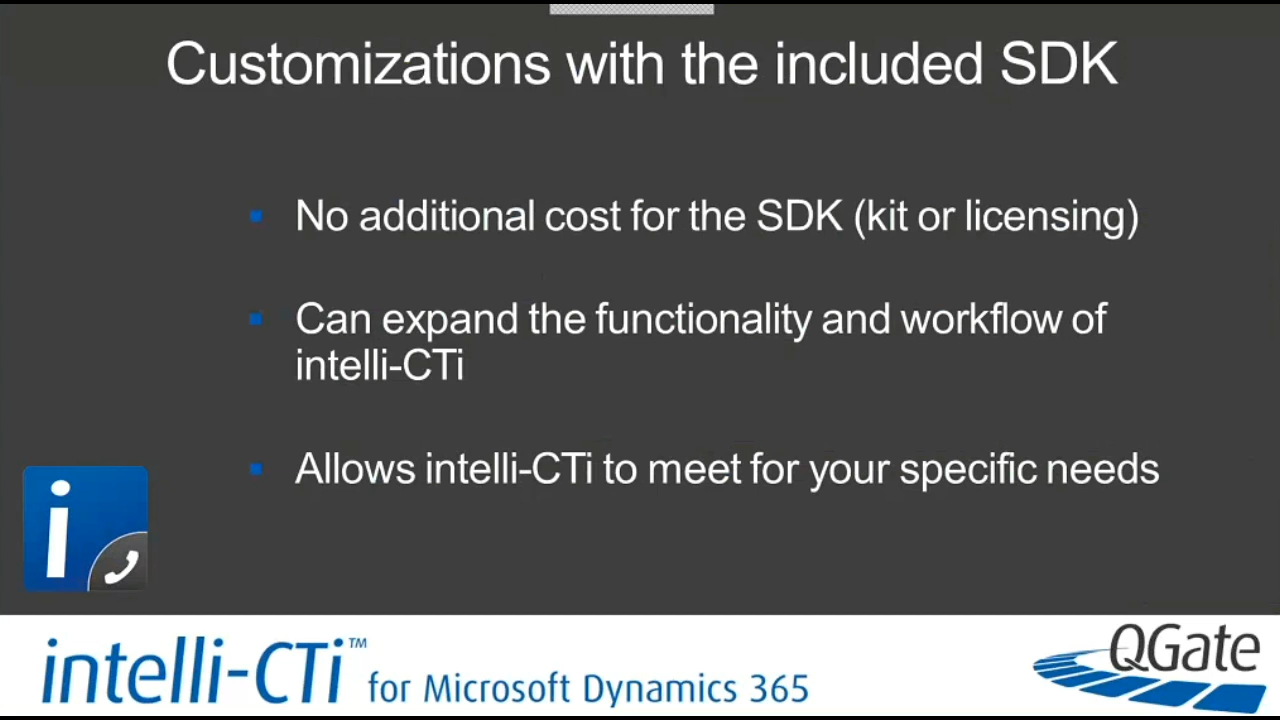 Customizations with the included SDK
No additional cost for the SDK (kit or licensing)
Can expand the functionality and workflow of
intelli-CTi
Allows intelli-CTi to meet for your specific needs
i
intelli-CTi™ for Microsoft Dynamics 365
QGate